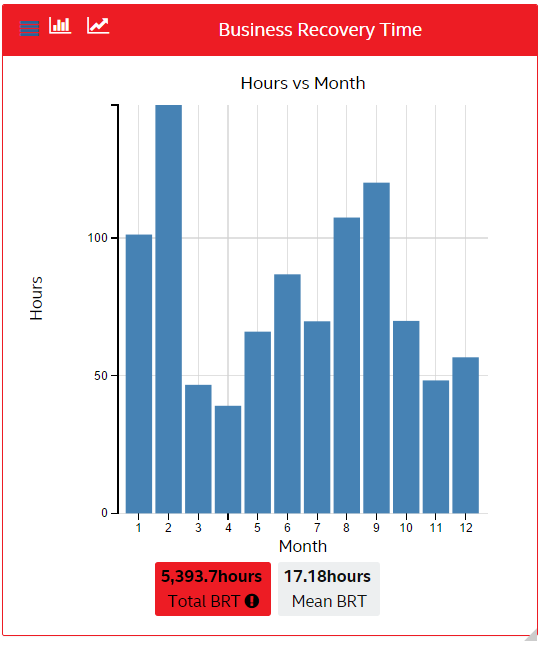 Business Recovery Time
Hours vs Month
100
50
0
Hours
1 2 3 4 5 6 7 8 9 10 11 12
Month
5,393.7hours
Total BRT
17.18hours
Mean BRT